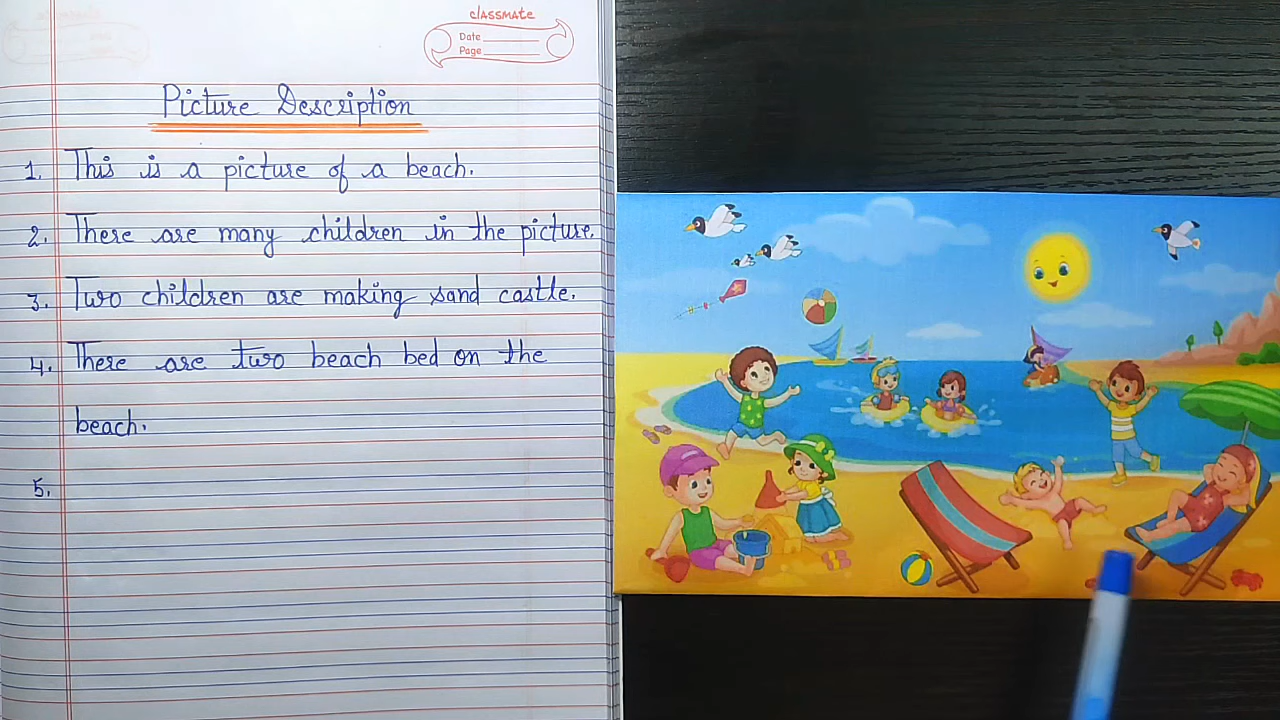 classmate
Date
Page
Picture Description
1. This is a picture of a beach.
2. There are many children in the picture.
3. Two children are making sand castle.
4. There are two beach bed on the
beach.
5.